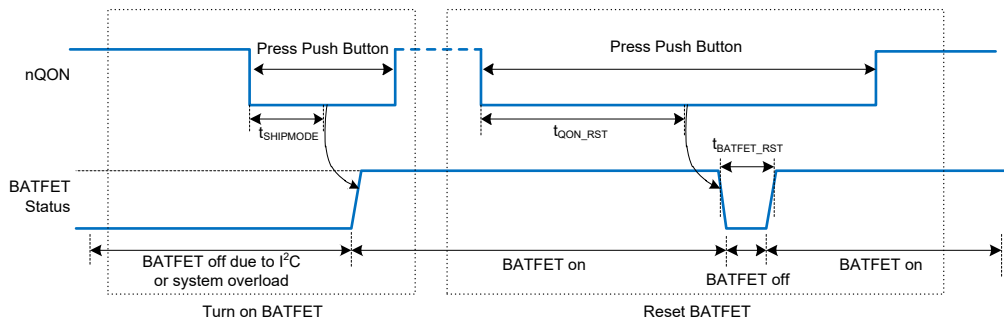 Press Push Button
Press Push Button
nQON
tSHIPMODE
tQON_RST
tBATFET_RST
BATFET
Status
BATFET off due to I²C
or system overload
BATFET on
BATFET off
BATFET on
Turn on BATFET
Reset BATFET